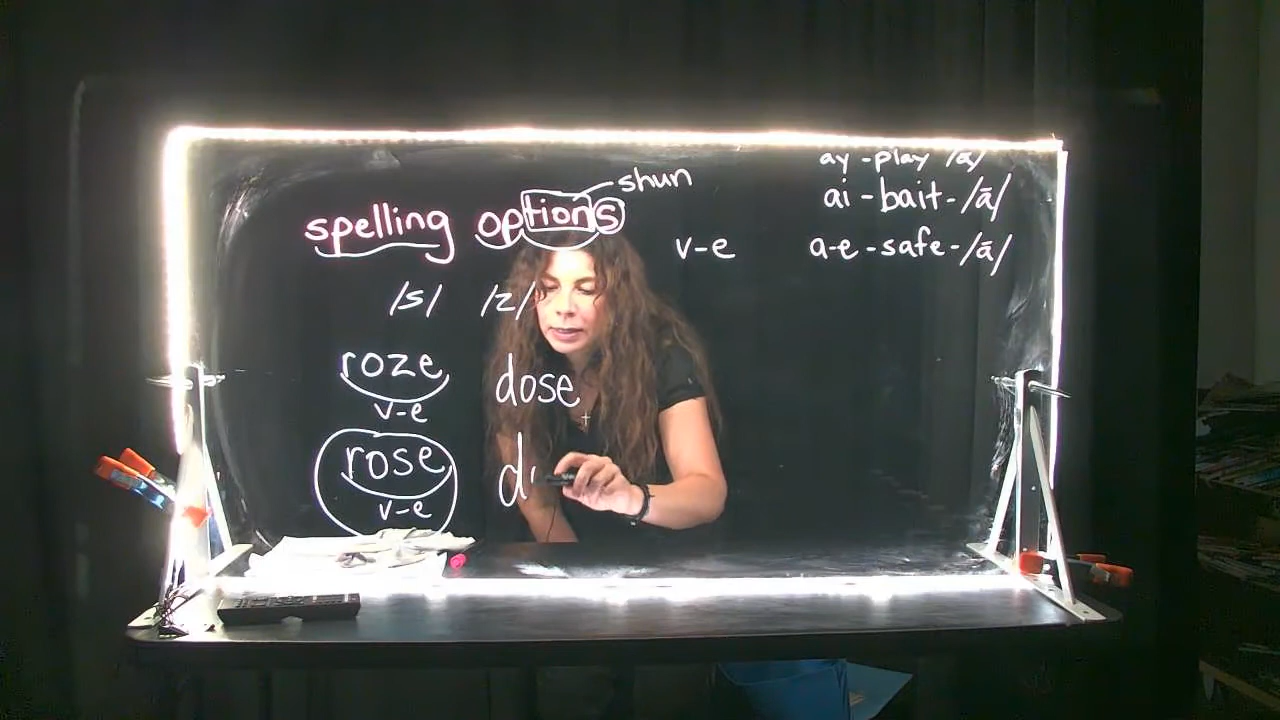 shun
spelling options
/s/ /z/
roze
v-e
rose
v-e
dose
d
v-e
ay - play /ā/
ai - bait - /ā/
a-e - safe - /ā/